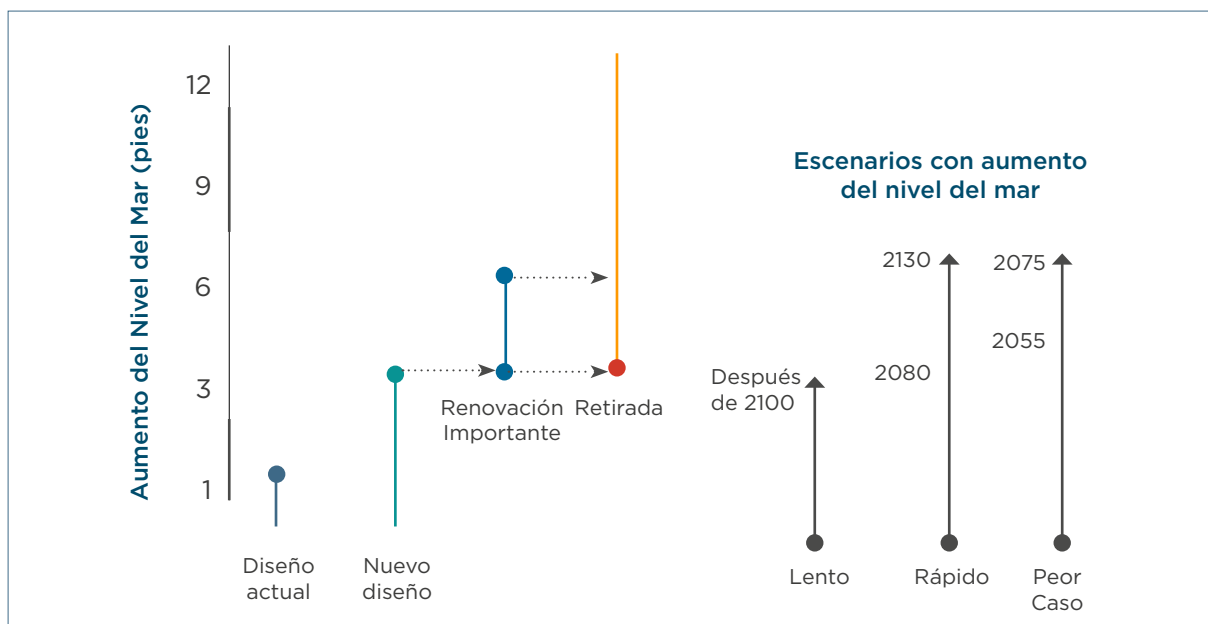 Aumento del Nivel del Mar (pies)
12
9
6
3
1
Diseño
actual
Nuevo
diseño
Renovación
Importante
Retirada
Escenarios con aumento
del nivel del mar
Después
de 2100
Lento
2130
2080
Rápido
2075
2055
Peor
Caso